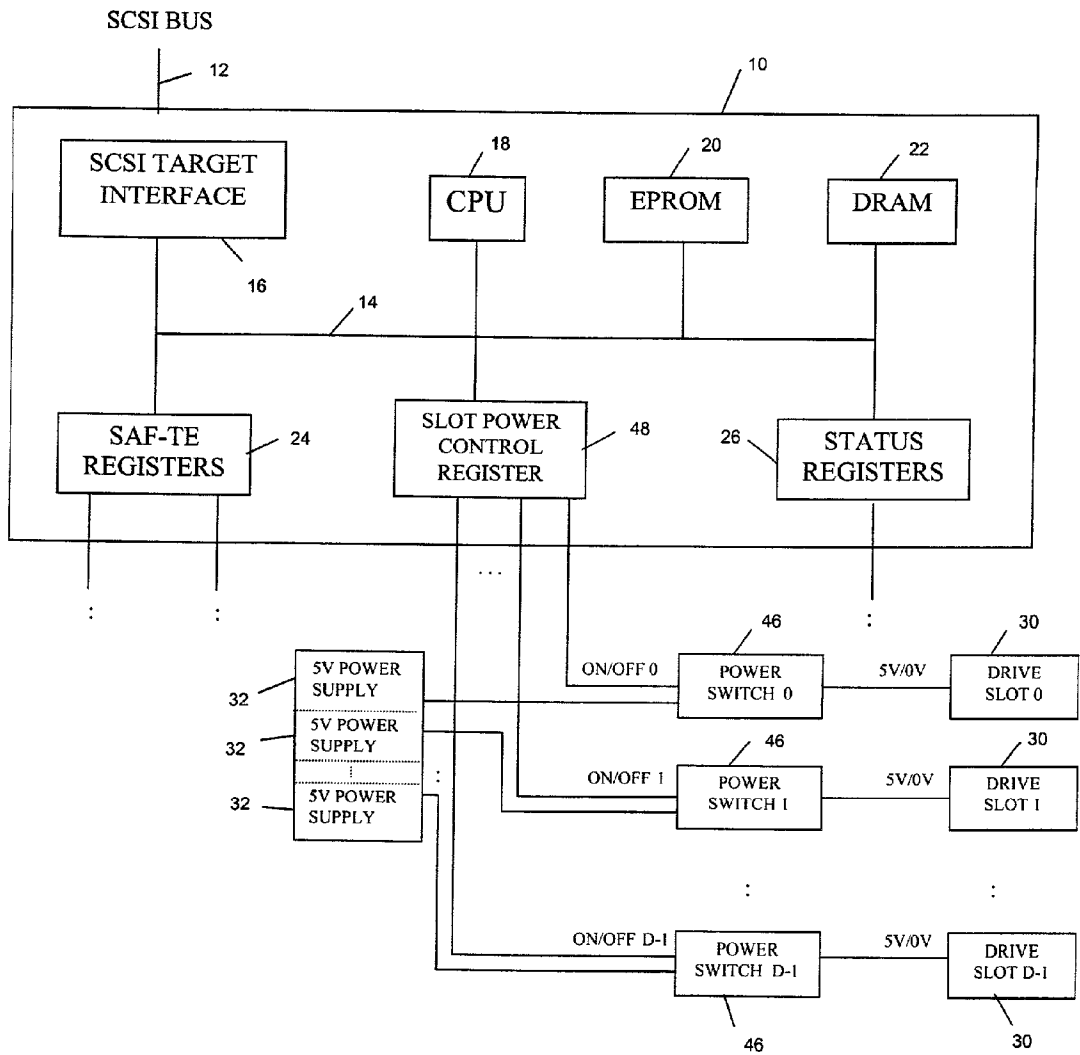 SCSI BUS
12
10
SCSI TARGET
INTERFACE
16
18
CPU
20
EPROM
22
DRAM
14
SAF-TE
REGISTERS
24
SLOT POWER
CONTROL
REGISTER
48
26
STATUS
REGISTERS
...
:
:
:
5V POWER
SUPPLY
32
5V POWER
SUPPLY
32
⋮
5V POWER
SUPPLY
32
:
ON/OFF 0
46
POWER
SWITCH 0
5V/0V
30
DRIVE
SLOT 0
ON/OFF 1
46
POWER
SWITCH 1
5V/0V
30
DRIVE
SLOT 1
:
:
ON/OFF D-1
POWER
SWITCH D-1
46
5V/0V
DRIVE
SLOT D-1
30